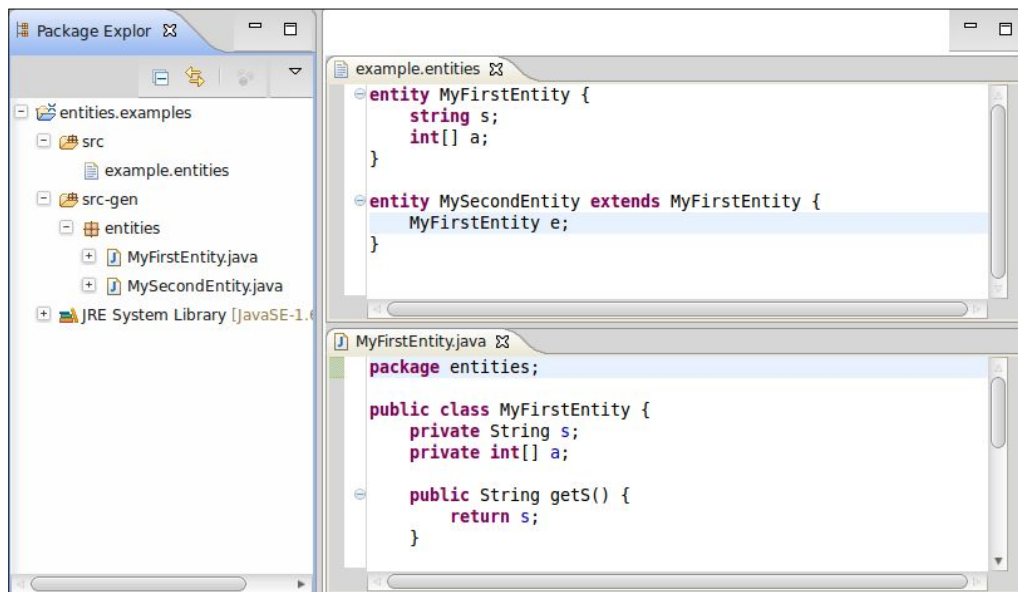 Package Explor
entities.examples
src
example.entities
src-gen
entities
MyFirstEntity.java
MySecondEntity.java
JRE System Library [JavaSE-1.6
example.entities
entity MyFirstEntity {
string s;
int[] a;
}
entity MySecondEntity extends MyFirstEntity {
MyFirstEntity e;
}
MyFirstEntity.java
package entities;
public class MyFirstEntity {
private String s;
private int[] a;
public String getS() {
return s;
}